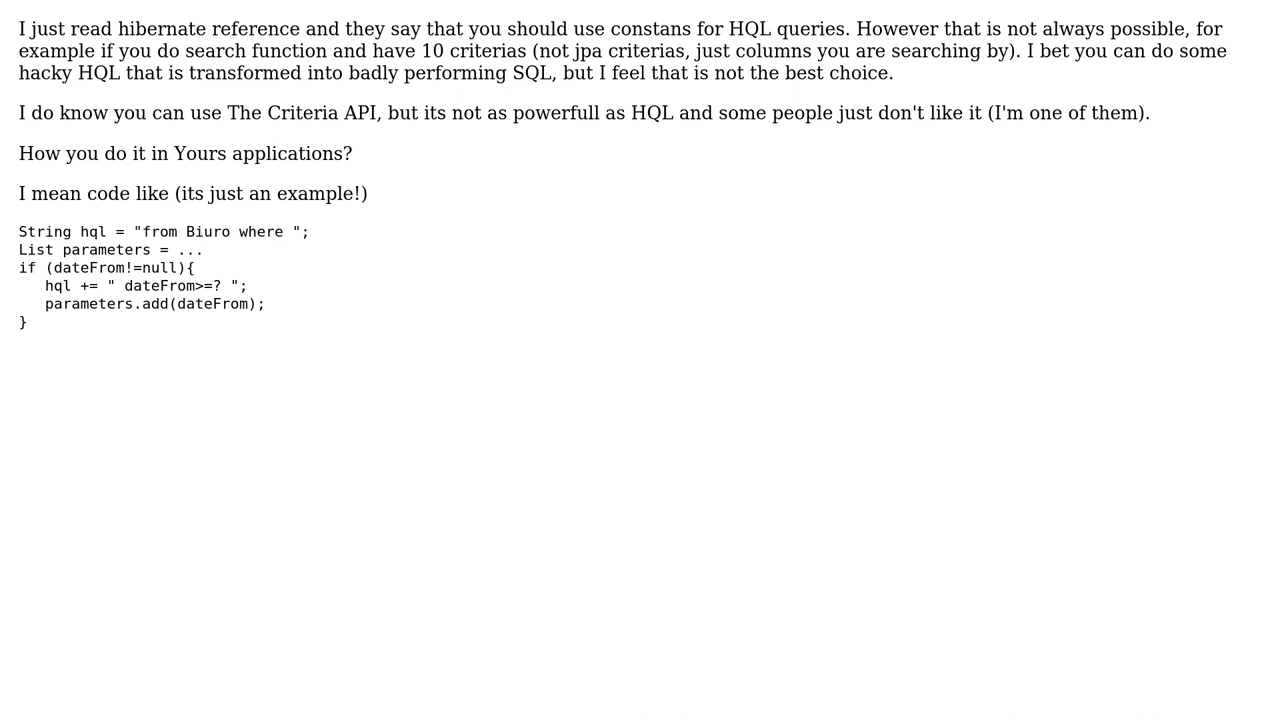 I just read hibernate reference and they say that you should use constans for HQL queries. However that is not always possible, for
example if you do search function and have 10 criterias (not jpa criterias, just columns you are searching by). I bet you can do some
hacky HQL that is transformed into badly performing SQL, but I feel that is not the best choice.
I do know you can use The Criteria API, but its not as powerfull as HQL and some people just don't like it (I'm one of them).
How you do it in Yours applications?
I mean code like (its just an example!)
String hql = "from Biuro where ";
List parameters = ...
if (dateFrom!=null){
   hql += " dateFrom>=? ";
   parameters.add(dateFrom);
}